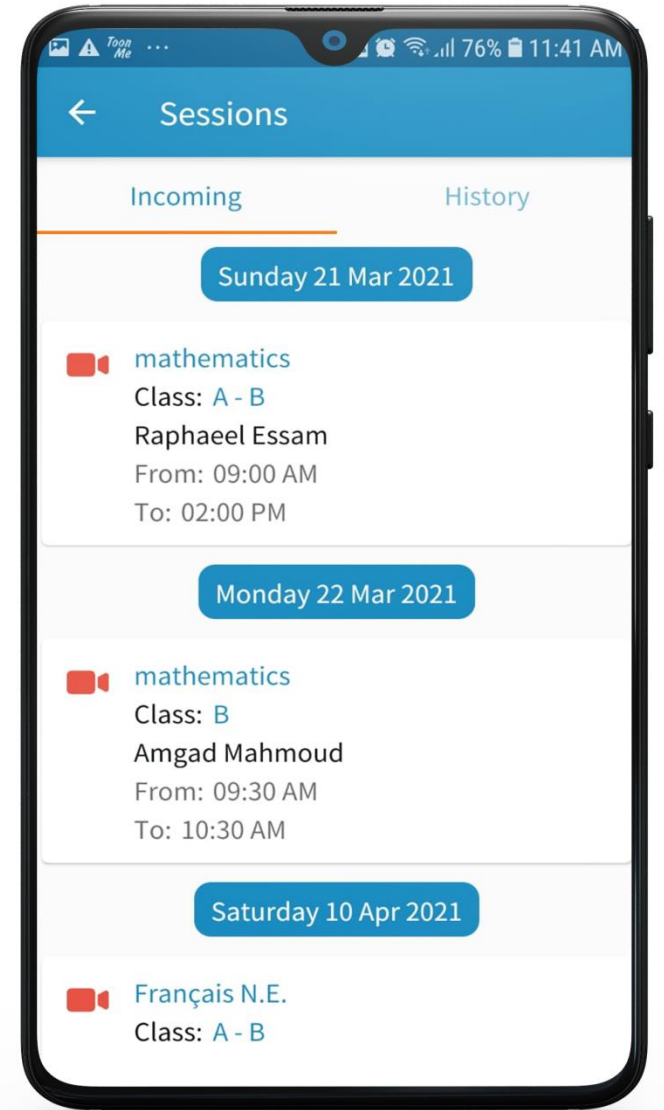 Toon
Me ... 76% 11:41 AM
Sessions
Incoming History
Sunday 21 Mar 2021
mathematics
Class: A - B
Raphaeel Essam
From: 09:00 AM
To: 02:00 PM
Monday 22 Mar 2021
mathematics
Class: B
Amgad Mahmoud
From: 09:30 AM
To: 10:30 AM
Saturday 10 Apr 2021
Français N.E.
Class: A - B